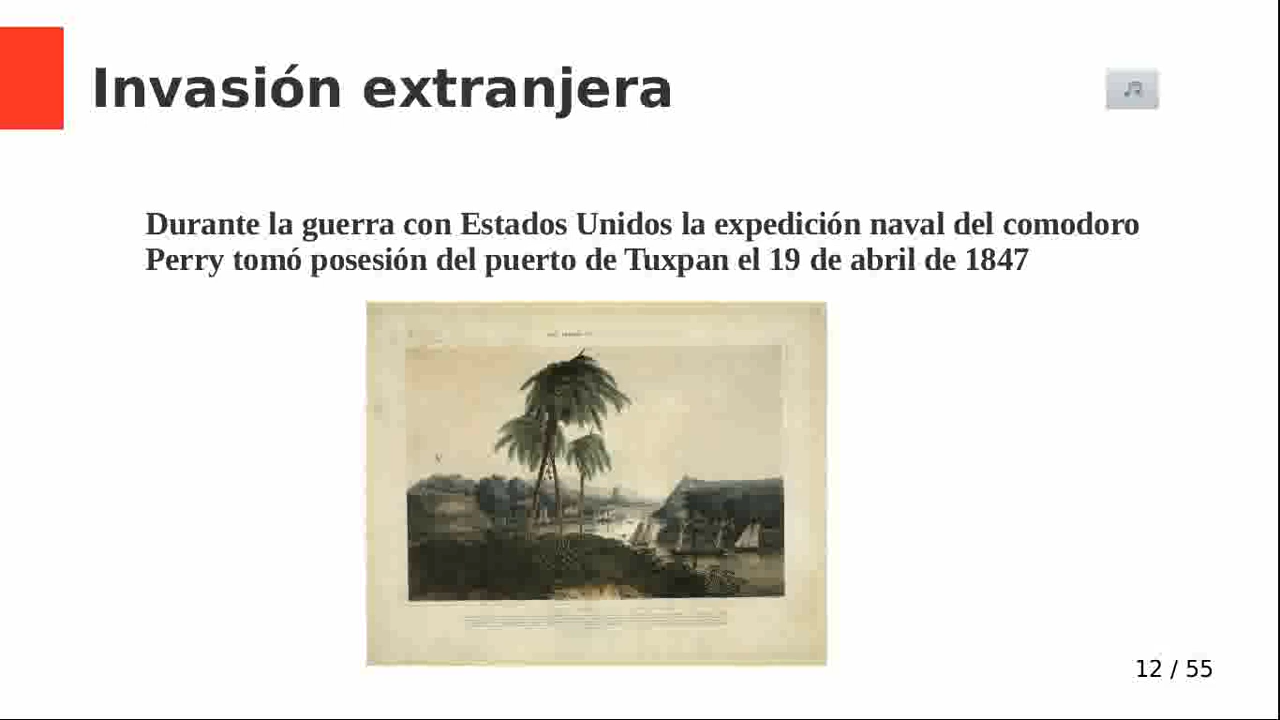 Invasión extranjera
Durante la guerra con Estados Unidos la expedición naval del comodoro
Perry tomó posesión del puerto de Tuxpan el 19 de abril de 1847
12 / 55